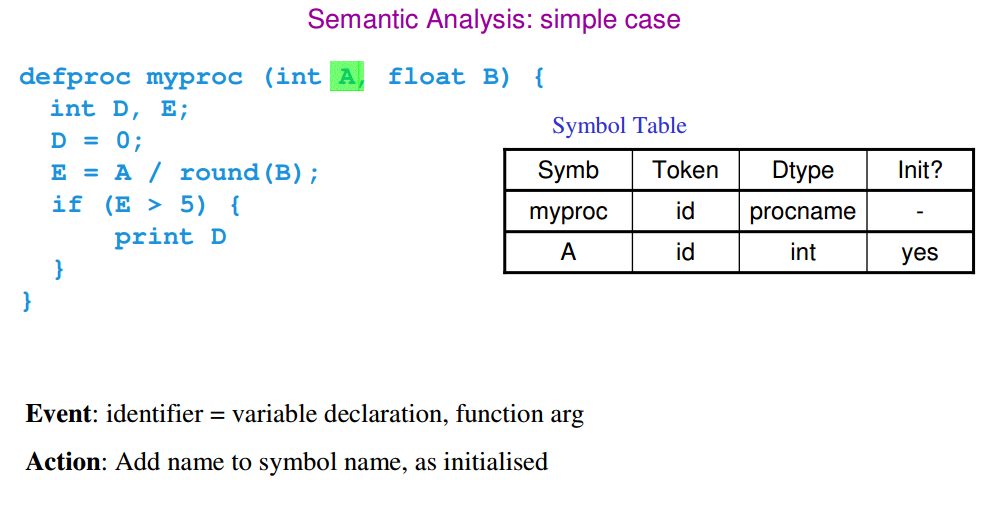 Semantic Analysis: simple case
defproc myproc (int A, float B) {
int D, E;
D = 0;
E = A / round(B);
if (E > 5) {
print D
}
}
Symbol Table
Symb Token Dtype Init?
myproc id procname -
A id int yes
Event: identifier = variable declaration, function arg
Action: Add name to symbol name, as initialised